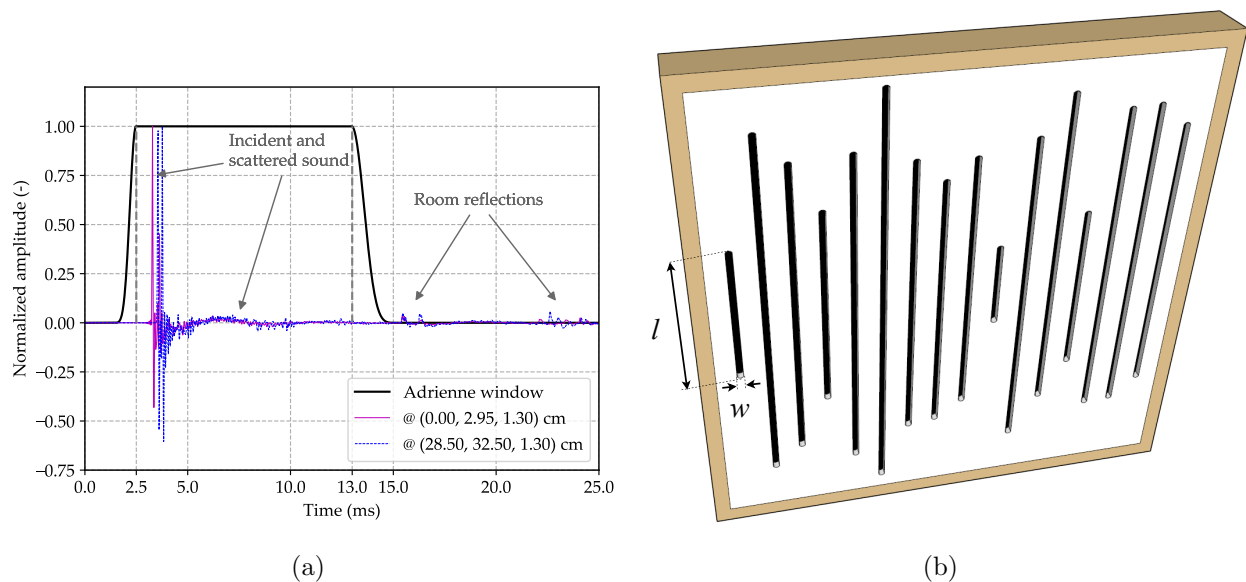 1.00
0.75
0.50
0.25
0.00
−0.25
−0.50
−0.75
Normalized amplitude (-)
Incident and
scattered sound
Room reflections
Adrienne window
@ (0.00, 2.95, 1.30) cm
@ (28.50, 32.50, 1.30) cm
0.0 2.5 5.0 10.0 13.0 15.0 20.0 25.0
Time (ms)
(a)
l
w
(b)